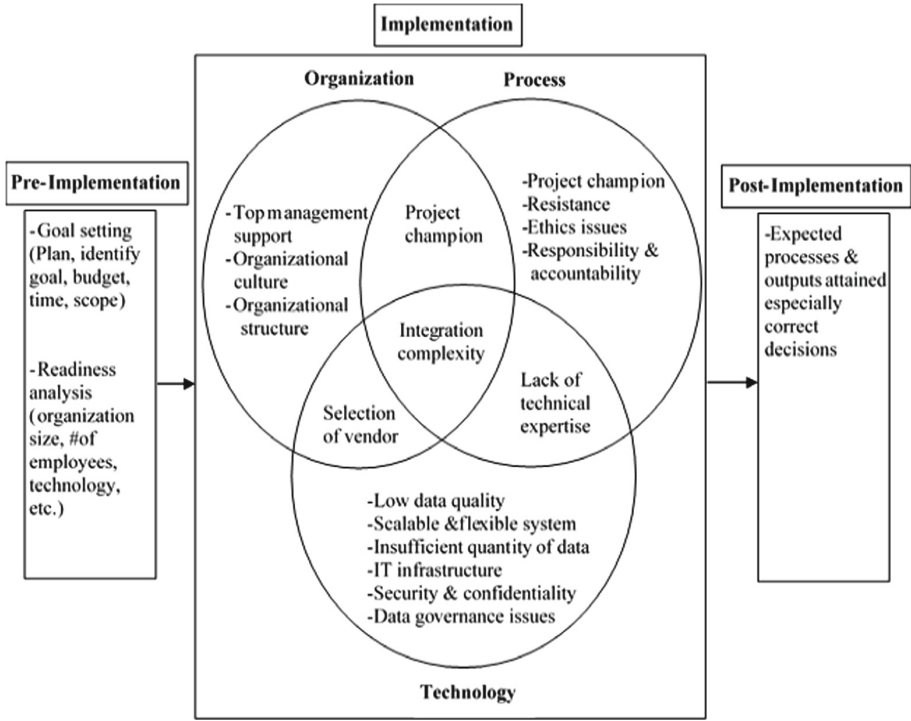 Implementation
Pre-Implementation
-Goal setting
(Plan, identify
goal, budget,
time, scope)
-Readiness
analysis
(organization
size, #of
employees,
technology,
etc.)
Organization
Process
-Top management
support
-Organizational
culture
-Organizational
structure
Project
champion
-Project champion
-Resistance
-Ethics issues
-Responsibility &
accountability
Integration
complexity
Selection
of vendor
Lack of
technical
expertise
-Low data quality
-Scalable &flexible system
-Insufficient quantity of data
-IT infrastructure
-Security & confidentiality
-Data governance issues
Technology
Post-Implementation
-Expected
processes &
outputs attained
especially
correct
decisions